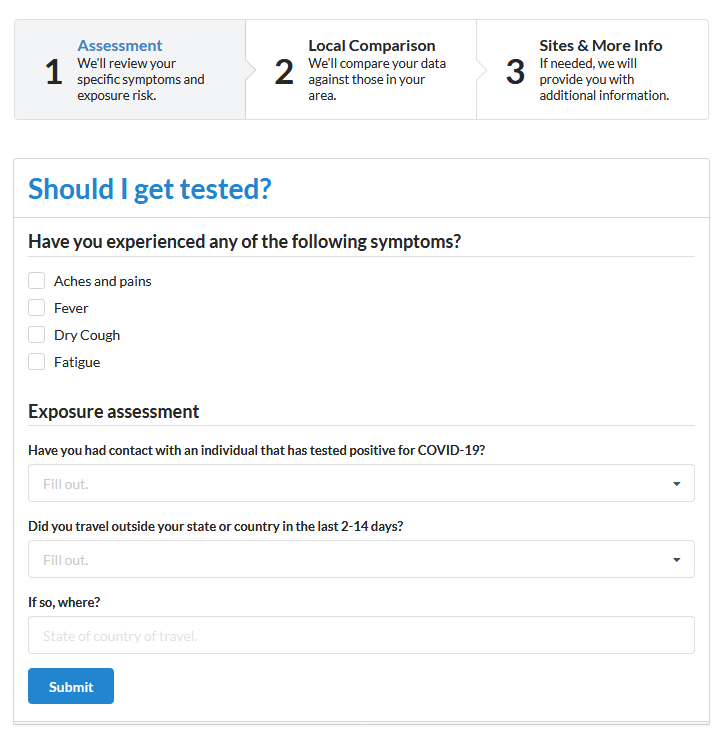 1
Assessment
We'll review your
specific symptoms and
exposure risk.
2
Local Comparison
We'll compare your data
against those in your
area.
3
Sites & More Info
If needed, we will
provide you with
additional information.
Should I get tested?
Have you experienced any of the following symptoms?
Aches and pains
Fever
Dry Cough
Fatigue
Exposure assessment
Have you had contact with an individual that has tested positive for COVID-19?
Fill out.
Did you travel outside your state or country in the last 2-14 days?
Fill out.
If so, where?
State of country of travel.
Submit